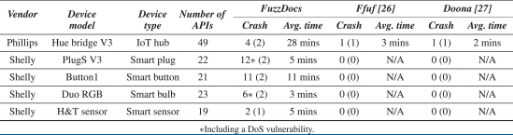 Vendor Device model Device type Number of APIs FuzzDocs Ffuf [26] Doona [27]
Crash Avg. time Crash Avg. time Crash Avg. time
Phillips Hue bridge V3 IoT hub 49 4 (2) 28 mins 1 (1) 3 mins 1 (1) 2 mins
Shelly PlugS V3 Smart plug 22 12* (2) 5 mins 0 (0) N/A 0 (0) N/A
Shelly Button1 Smart button 21 11 (2) 11 mins 0 (0) N/A 0 (0) N/A
Shelly Duo RGB Smart bulb 23 6* (2) 3 mins 0 (0) N/A 0 (0) N/A
Shelly H&T sensor Smart sensor 19 2 (1) 5 mins 0 (0) N/A 0 (0) N/A
*Including a DoS vulnerability.